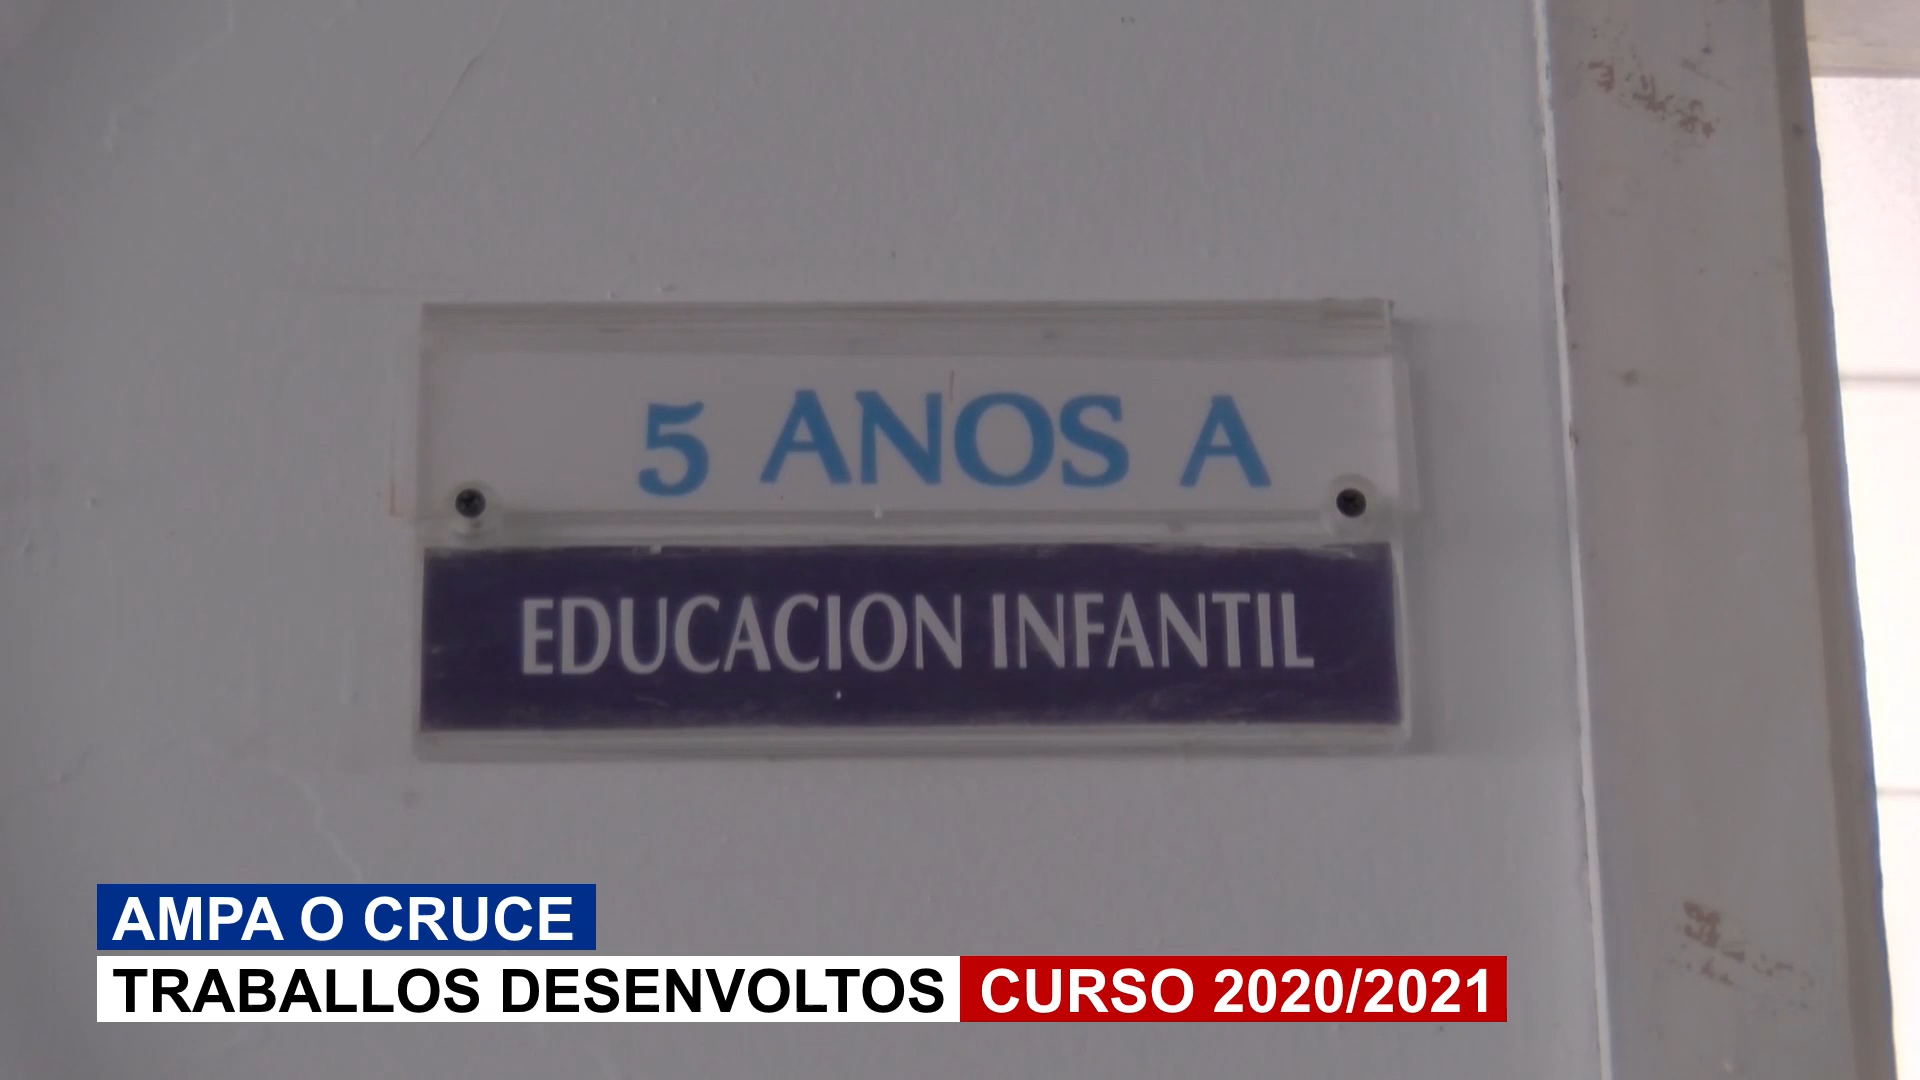 5 ANOS A
EDUCACION INFANTIL
AMPA O CRUCE
TRABALLOS DESENVOLTOS CURSO 2020/2021